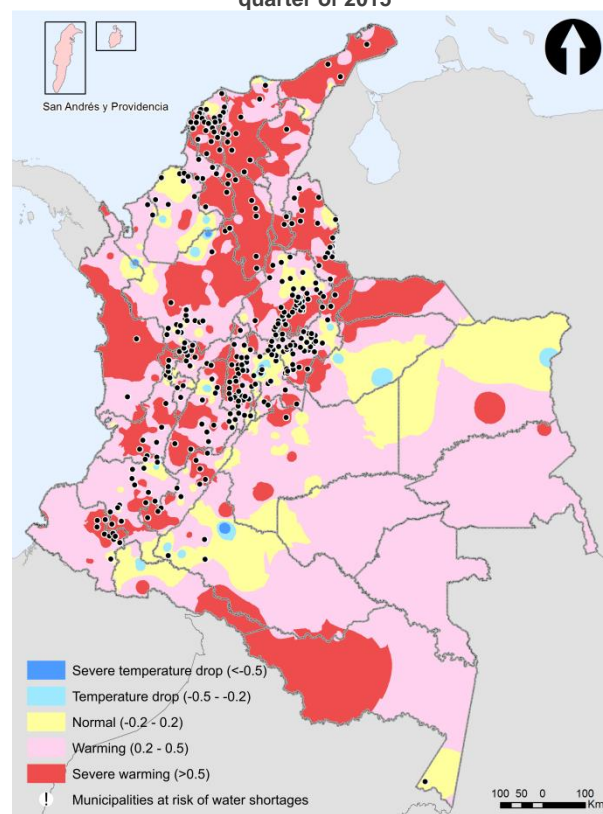 quarter of 2015
San Andrés y Providencia
Severe temperature drop (<-0.5)
Temperature drop (-0.5 - -0.2)
Normal (-0.2 - 0.2)
Warming (0.2 - 0.5)
Severe warming (>0.5)
! Municipalities at risk of water shortages
100 50 0 100
Km